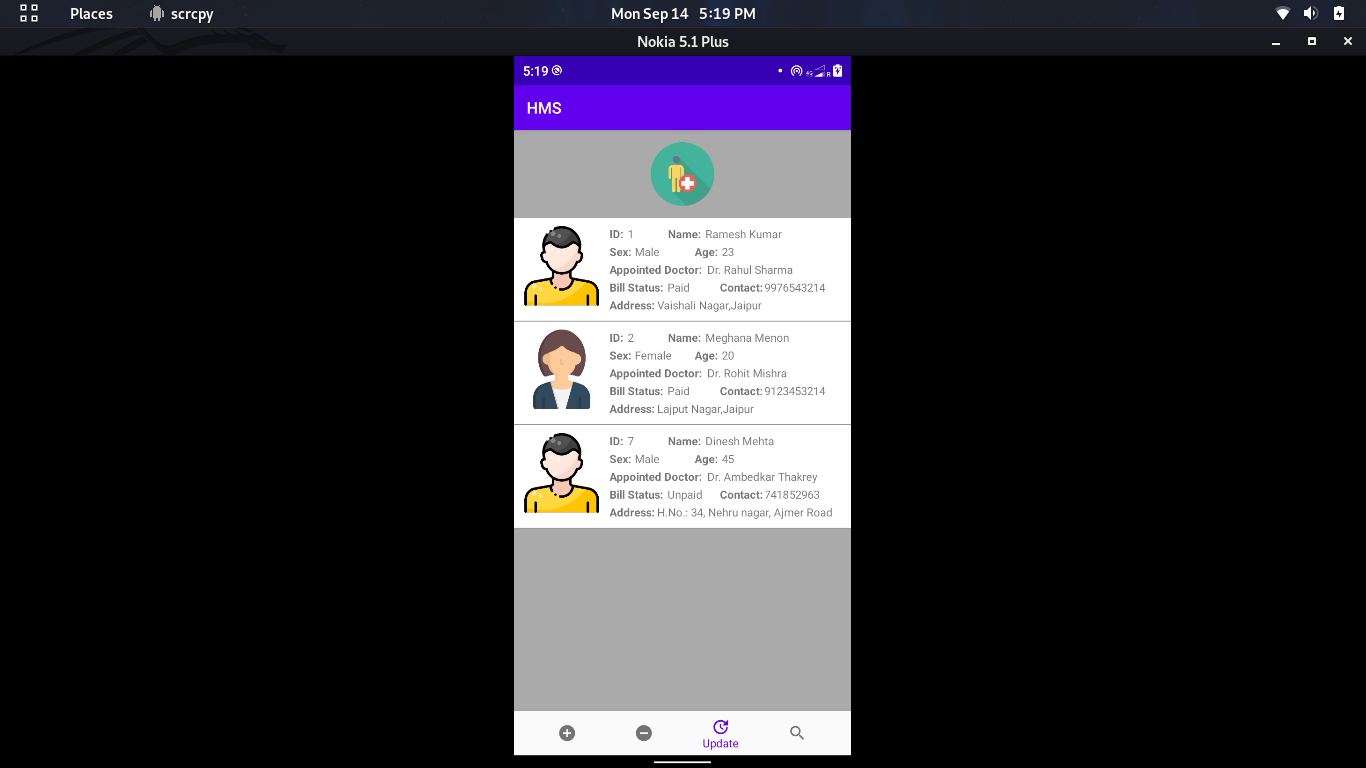 Places scrcpy Mon Sep 14 5:19 PM
Nokia 5.1 Plus
5:19 4G R
HMS
ID: 1 Name: Ramesh Kumar
Sex: Male Age: 23
Appointed Doctor: Dr. Rahul Sharma
Bill Status: Paid Contact: 9976543214
Address: Vaishali Nagar,Jaipur
ID: 2 Name: Meghana Menon
Sex: Female Age: 20
Appointed Doctor: Dr. Rohit Mishra
Bill Status: Paid Contact: 9123453214
Address: Lajput Nagar,Jaipur
ID: 7 Name: Dinesh Mehta
Sex: Male Age: 45
Appointed Doctor: Dr. Ambedkar Thakrey
Bill Status: Unpaid Contact: 741852963
Address: H.No.: 34, Nehru nagar, Ajmer Road
Update